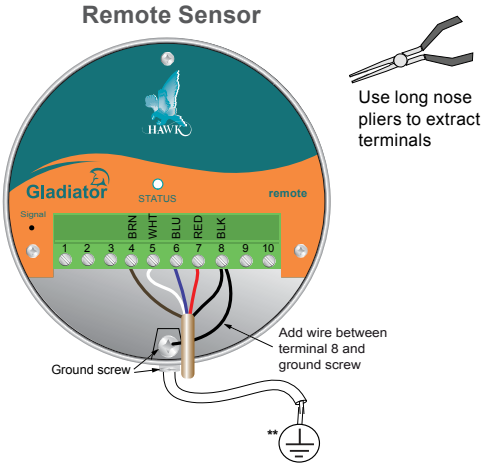 Remote Sensor
Use long nose
pliers to extract
terminals
HAWK
Gladiator
STATUS
remote
Signal
BRN WHT BLU RED BLK
1 2 3 4 5 6 7 8 9 10
Add wire between
terminal 8 and
ground screw
Ground screw
**